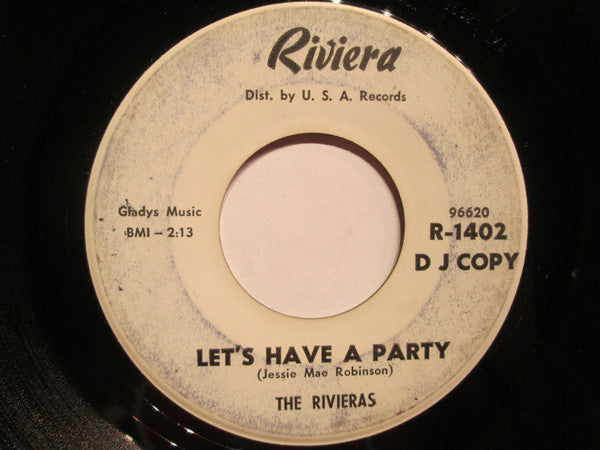 Riviera
Dist. by U. S. A. Records
Gladys Music
BMI – 2:13
96620
R-1402
D J COPY
LET'S HAVE A PARTY
(Jessie Mae Robinson)
THE RIVIERAS